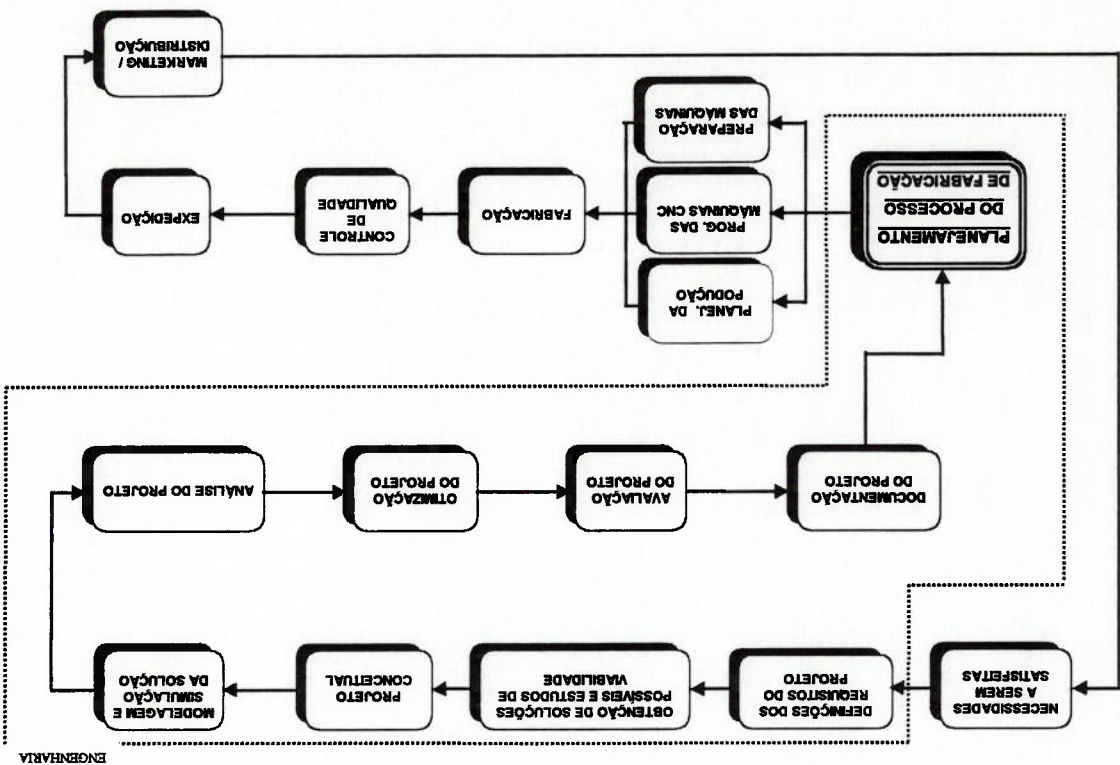 ENGENHARIA
NECESSIDADES
A SEREM
SATISFEITAS
DEFINIÇÕES DOS
REQUISITOS DO
PROJETO
OBTENÇÃO DE SOLUÇÕES
POSSÍVEIS E ESTUDOS DE
VIABILIDADE
PROJETO
CONCEITUAL
MODELAGEM E
SIMULAÇÃO
DA SOLUÇÃO
DOCUMENTAÇÃO
DO PROJETO
AVALIAÇÃO
DO PROJETO
OTIMIZAÇÃO
DO PROJETO
ANÁLISE DO PROJETO
PLANEJAMENTO
DO PROCESSO
DE FABRICAÇÃO
PLANEJ. DA
PODUÇÃO
PROG. DAS
MÁQUINAS CNC
PREPARAÇÃO
DAS MÁQUINAS
FABRICAÇÃO
CONTROLE
DE
QUALIDADE
EXPEDIÇÃO
MARKETING /
DISTRIBUIÇÃO